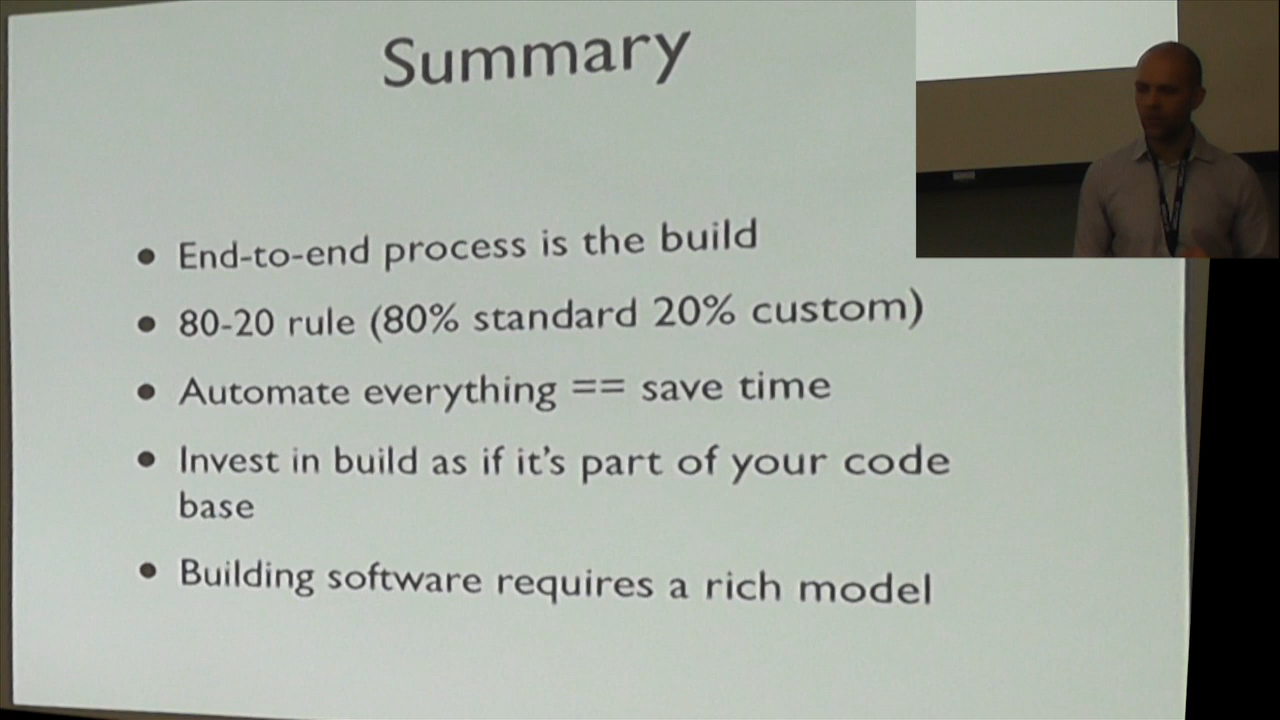 Summary
• End-to-end process is the build
• 80-20 rule (80% standard 20% custom)
• Automate everything == save time
• Invest in build as if it's part of your code
base
• Building software requires a rich model